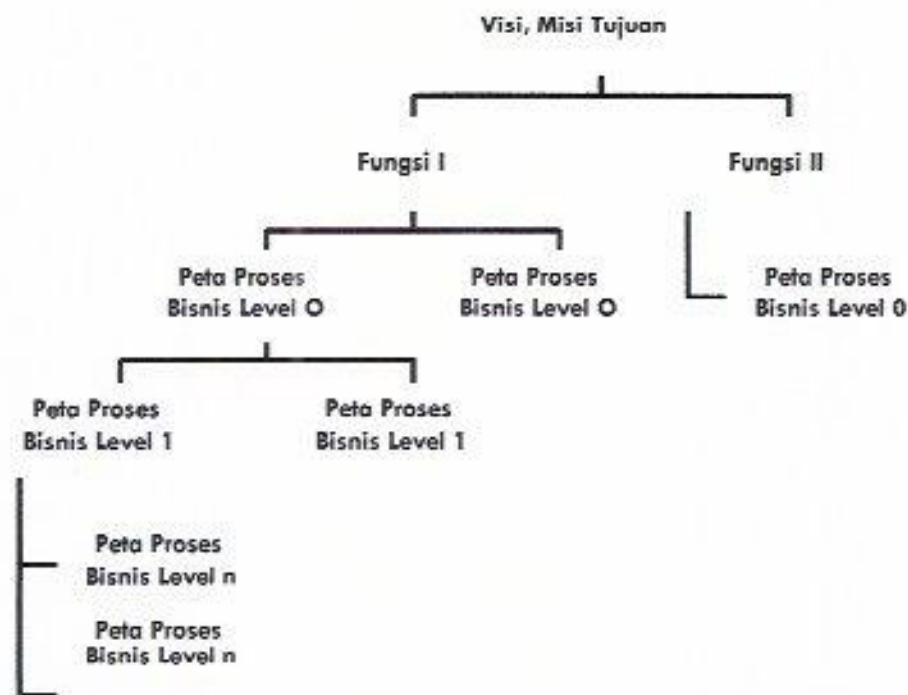 Visi, Misi Tujuan
Fungsi I
Fungsi II
Peta Proses
Bisnis Level O
Peta Proses
Bisnis Level O
Peta Proses
Bisnis Level 0
Peta Proses
Bisnis Level 1
Peta Proses
Bisnis Level 1
Peta Proses
Bisnis Level n
Peta Proses
Bisnis Level n